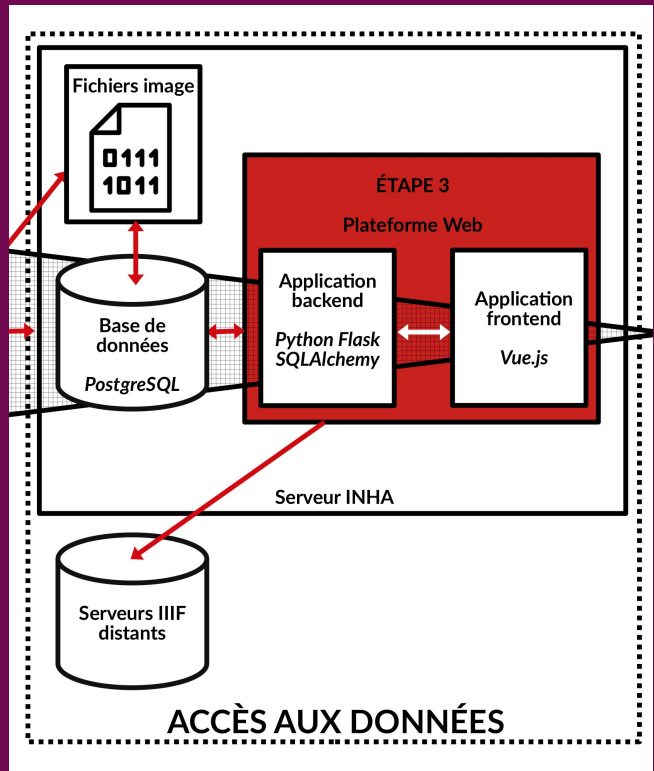 Fichiers image
0111
1011
ÉTAPE 3
Plateforme Web
Base de
données
PostgreSQL
Application
backend
Python Flask
SQLAlchemy
Application
frontend
Vue.js
Serveur INHA
Serveurs IIIF
distants
ACCÈS AUX DONNÉES